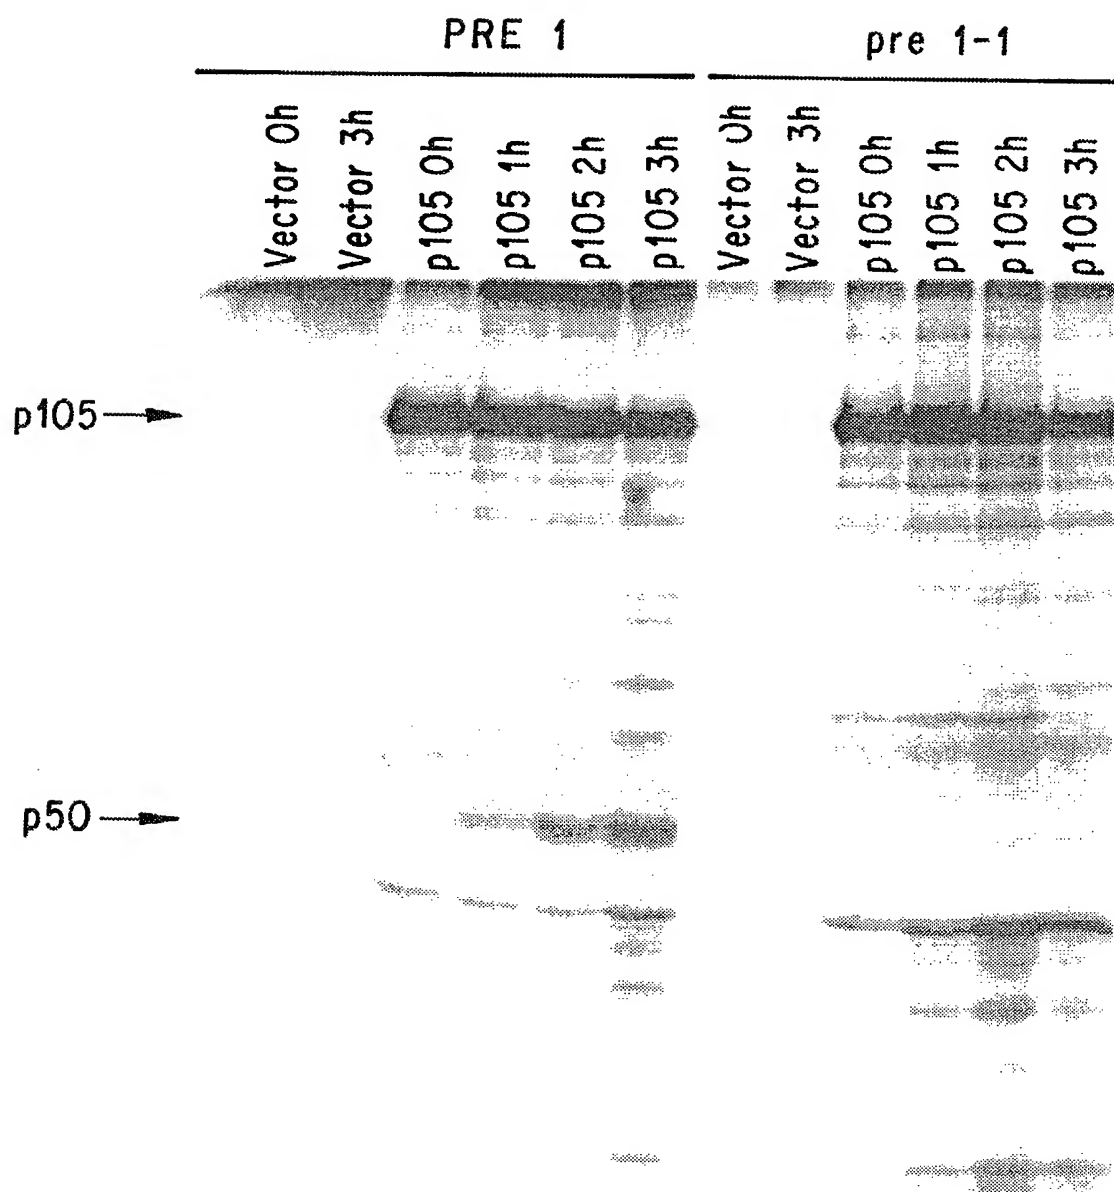 PRE 1
pre 1-1
Vector 0h
Vector 3h
p105 0h
p105 1h
p105 2h
p105 3h
Vector 0h
Vector 3h
p105 0h
p105 1h
p105 2h
p105 3h
p105
p50